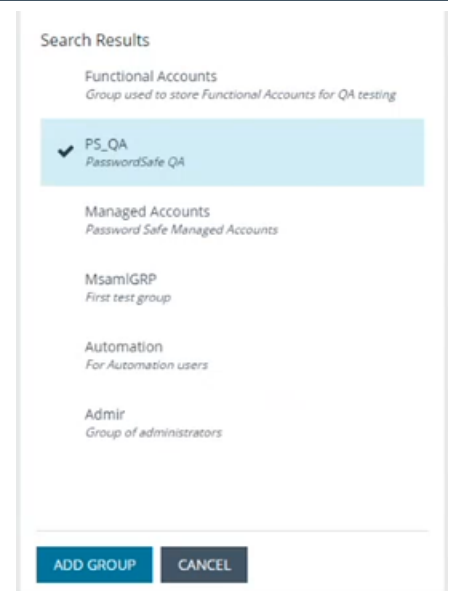 Search Results
Functional Accounts
Group used to store Functional Accounts for QA testing
PS_QA
PasswordSafe QA
Managed Accounts
Password Safe Managed Accounts
MsamlGRP
First test group
Automation
For Automation users
Admir
Group of administrators
ADD GROUP CANCEL